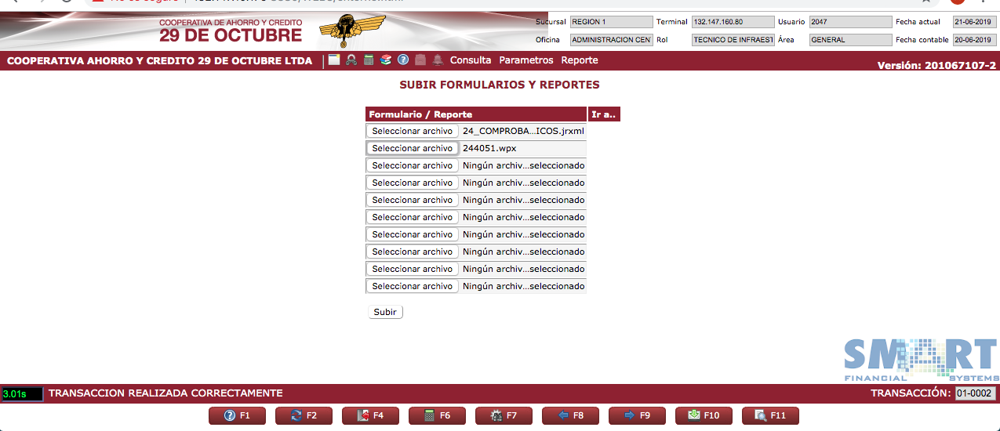 COOPERATIVA DE AHORRO Y CREDITO
29 DE OCTUBRE
Sucursal REGION 1 Terminal 132.147.160.80 Usuario 2047 Fecha actual 21-06-2019
Oficina ADMINISTRACION CEN Rol TECNICO DE INFRAEST Área GENERAL Fecha contable 20-06-2019
COOPERATIVA AHORRO Y CREDITO 29 DE OCTUBRE LTDA Consulta Parametros Reporte Versión: 201067107-2
SUBIR FORMULARIOS Y REPORTES
Formulario / Reporte Ir a..
Seleccionar archivo 24_COMPROBA...ICOS.jrxml
Seleccionar archivo 244051.wpx
Seleccionar archivo Ningún archiv...seleccionado
Seleccionar archivo Ningún archiv...seleccionado
Seleccionar archivo Ningún archiv...seleccionado
Seleccionar archivo Ningún archiv...seleccionado
Seleccionar archivo Ningún archiv...seleccionado
Seleccionar archivo Ningún archiv...seleccionado
Seleccionar archivo Ningún archiv...seleccionado
Seleccionar archivo Ningún archiv...seleccionado
Subir
SMART
FINANCIAL SYSTEMS
3.01s TRANSACCION REALIZADA CORRECTAMENTE TRANSACCIÓN: 01-0002
F1 F2 F4 F6 F7 F8 F9 F10 F11